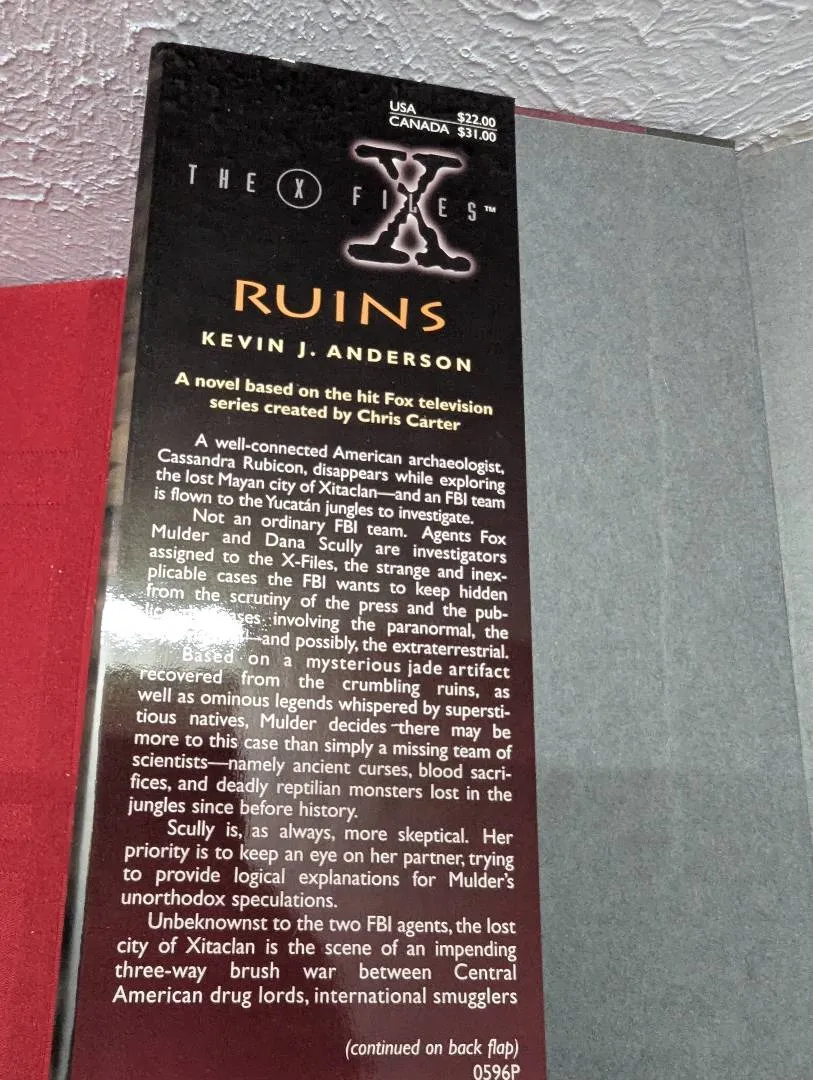 USA $22.00
CANADA $31.00
THE X FILES™
RUINS
KEVIN J. ANDERSON
A novel based on the hit Fox television
series created by Chris Carter
A well-connected American archaeologist,
Cassandra Rubicon, disappears while exploring
the lost Mayan city of Xitaclan—and an FBI team
is flown to the Yucatán jungles to investigate.
Not an ordinary FBI team. Agents Fox
Mulder and Dana Scully are investigators
assigned to the X-Files, the strange and inex-
plicable cases the FBI wants to keep hidden
from the scrutiny of the press and the pub-
involving the paranormal, the
—and possibly, the extraterrestrial.
Based on a mysterious jade artifact
recovered from the crumbling ruins, as
well as ominous legends whispered by supersti-
tious natives, Mulder decides there may be
more to this case than simply a missing team of
scientists—namely ancient curses, blood sacri-
fices, and deadly reptilian monsters lost in the
jungles since before history.
Scully is, as always, more skeptical. Her
priority is to keep an eye on her partner, trying
to provide logical explanations for Mulder's
unorthodox speculations.
Unbeknownst to the two FBI agents, the lost
city of Xitaclan is the scene of an impending
three-way brush war between Central
American drug lords, international smugglers
(continued on back flap)
0596P